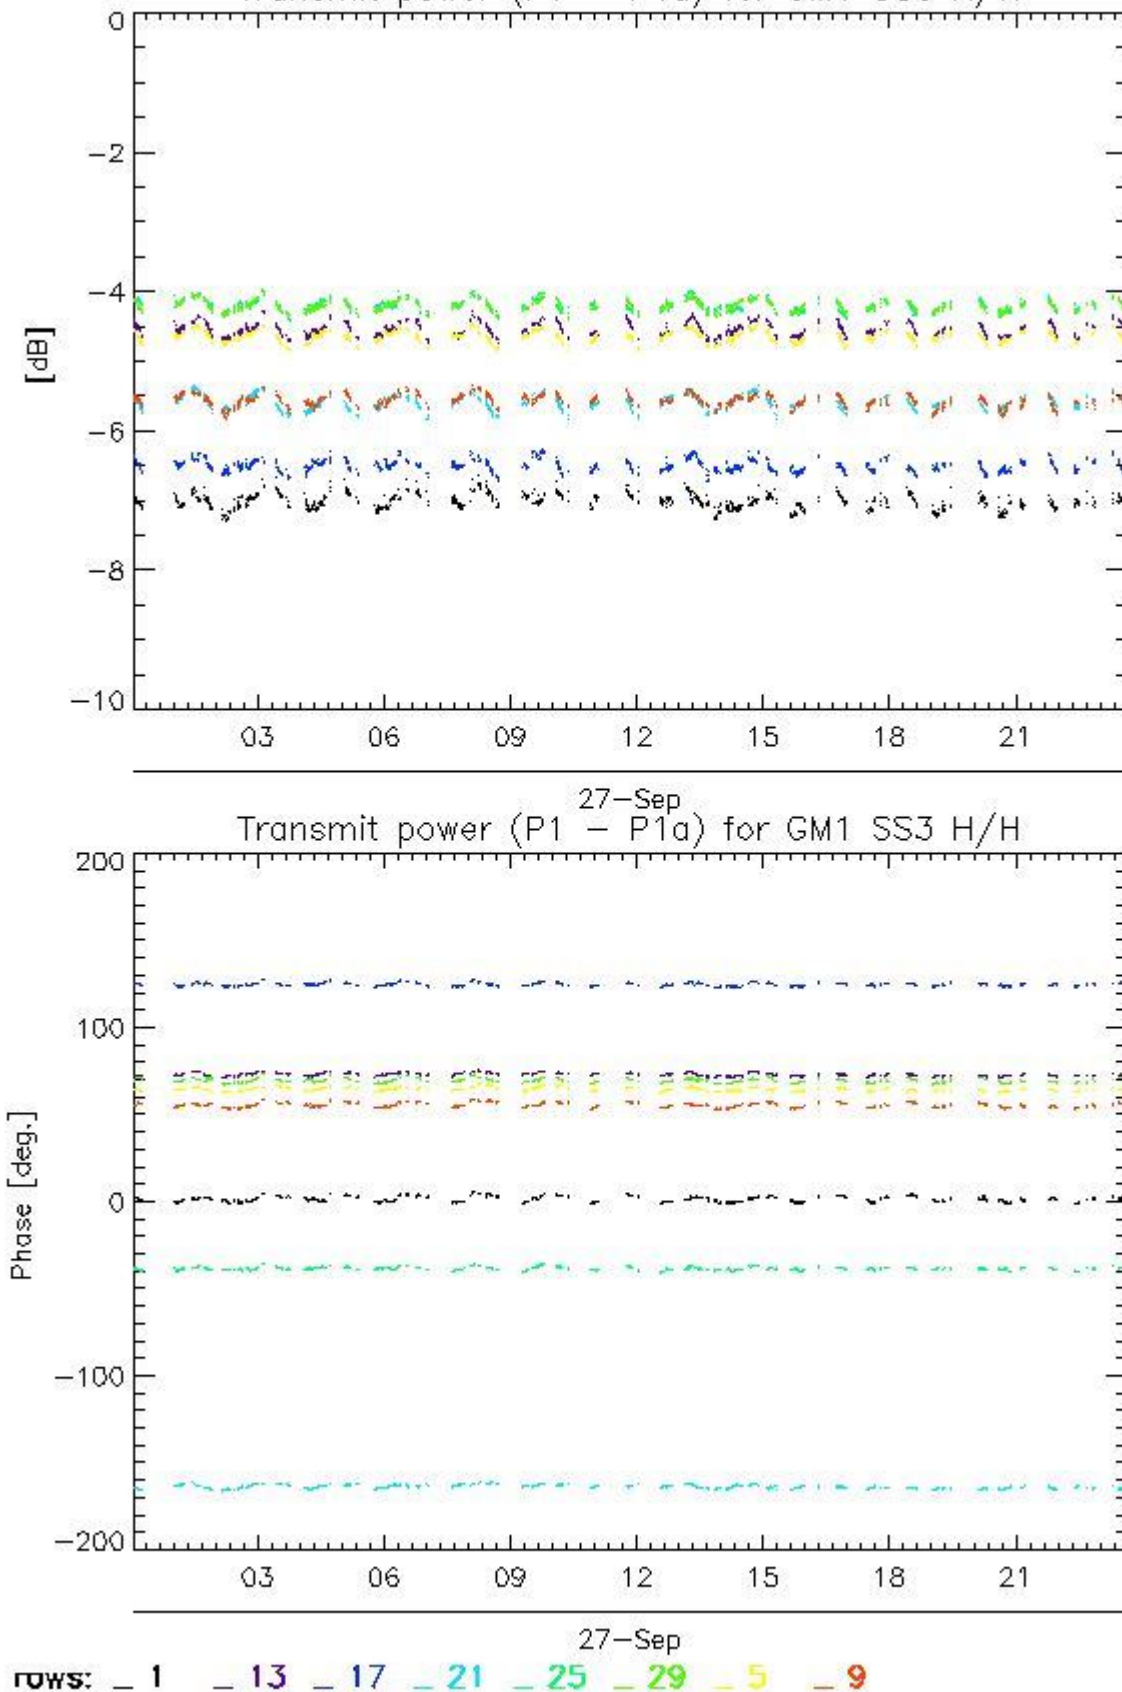 0
−2
−4
[dB]
−6
−8
−10
03 06 09 12 15 18 21
27−Sep
Transmit power (P1 − P1a) for GM1 SS3 H/H
200
100
Phase [deg.]
0
−100
−200
03 06 09 12 15 18 21
27−Sep
rows: _ 1 _ 13 _ 17 _ 21 _ 25 _ 29 _ 5 _ 9